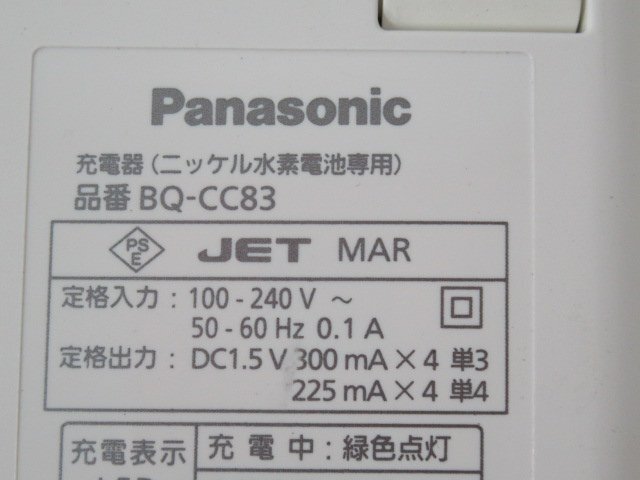 Panasonic
充電器(ニッケル水素電池専用)
品番 BQ-CC83
PS
E JET MAR
定格入力 : 100 - 240 V ～
50 - 60 Hz 0.1 A
定格出力 : DC1.5 V 300 mA × 4 単3
225 mA × 4 単4
充電表示 充 電 中 : 緑色点灯